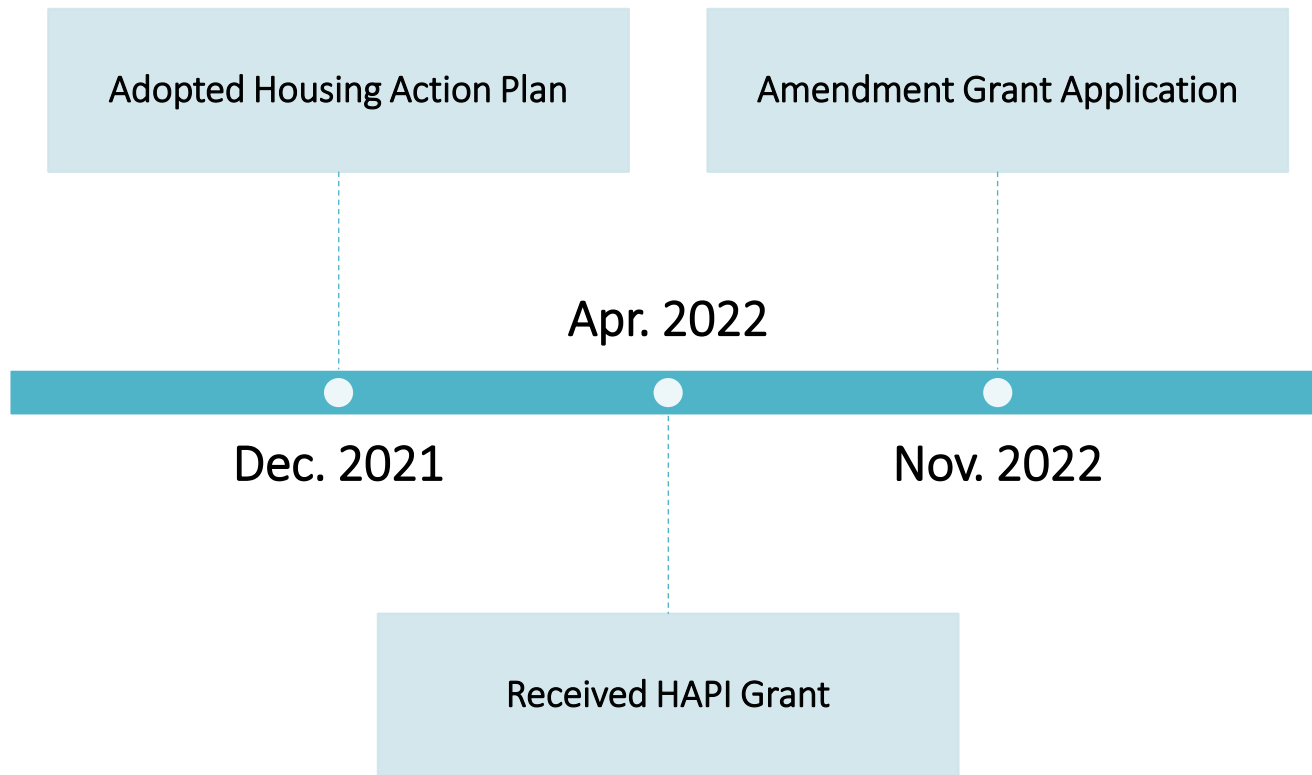 Adopted Housing Action Plan
Amendment Grant Application
Apr. 2022
Dec. 2021
Nov. 2022
Received HAPI Grant